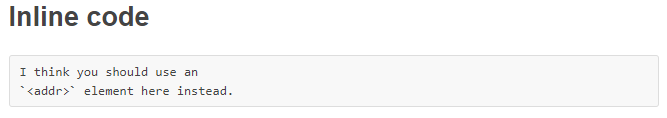 Inline code
I think you should use an
`<addr>` element here instead.